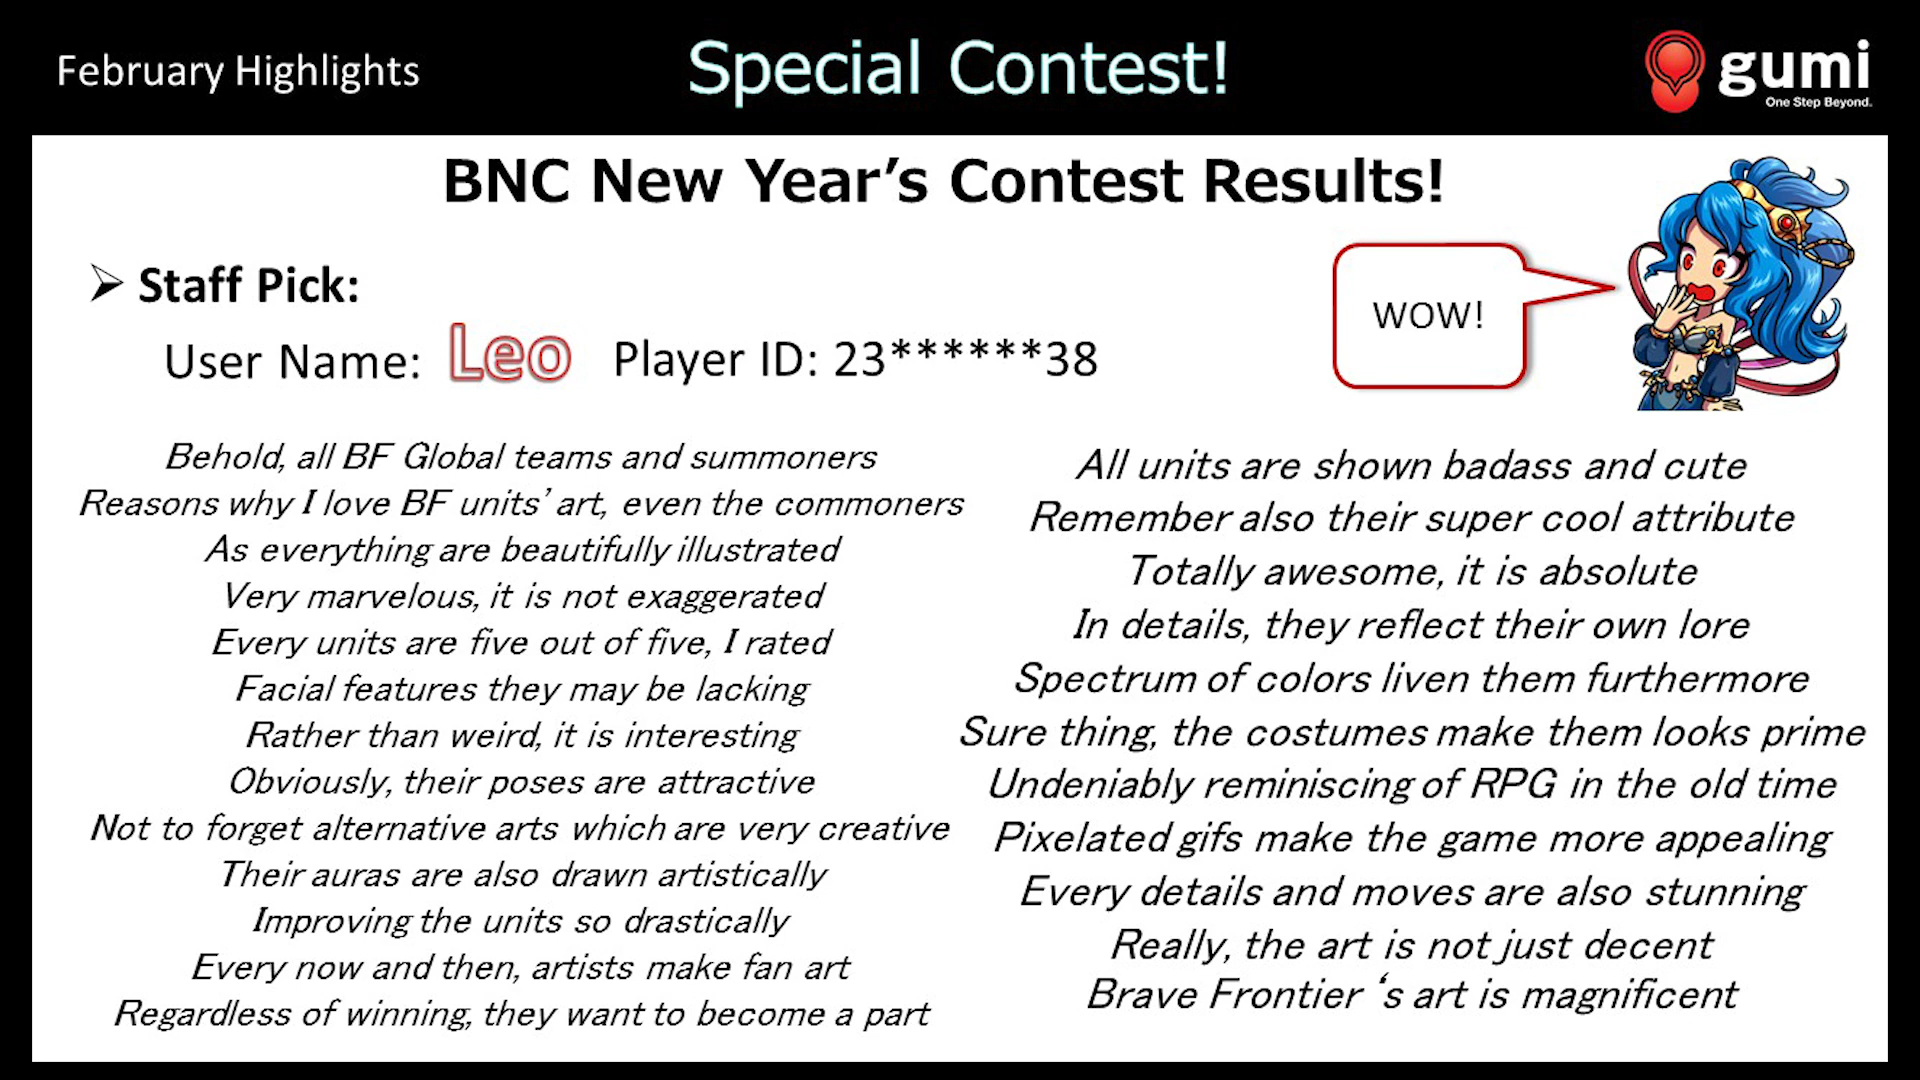 February Highlights
Special Contest!
gumi
One Step Beyond.
BNC New Year’s Contest Results!
➢ Staff Pick:
User Name: Leo Player ID: 23******38
WOW!
Behold, all BF Global teams and summoners
Reasons why I love BF units’ art, even the commoners
As everything are beautifully illustrated
Very marvelous, it is not exaggerated
Every units are five out of five, I rated
Facial features they may be lacking
Rather than weird, it is interesting
Obviously, their poses are attractive
Not to forget alternative arts which are very creative
Their auras are also drawn artistically
Improving the units so drastically
Every now and then, artists make fan art
Regardless of winning, they want to become a part
All units are shown badass and cute
Remember also their super cool attribute
Totally awesome, it is absolute
In details, they reflect their own lore
Spectrum of colors liven them furthermore
Sure thing, the costumes make them looks prime
Undeniably reminiscing of RPG in the old time
Pixelated gifs make the game more appealing
Every details and moves are also stunning
Really, the art is not just decent
Brave Frontier ‘s art is magnificent